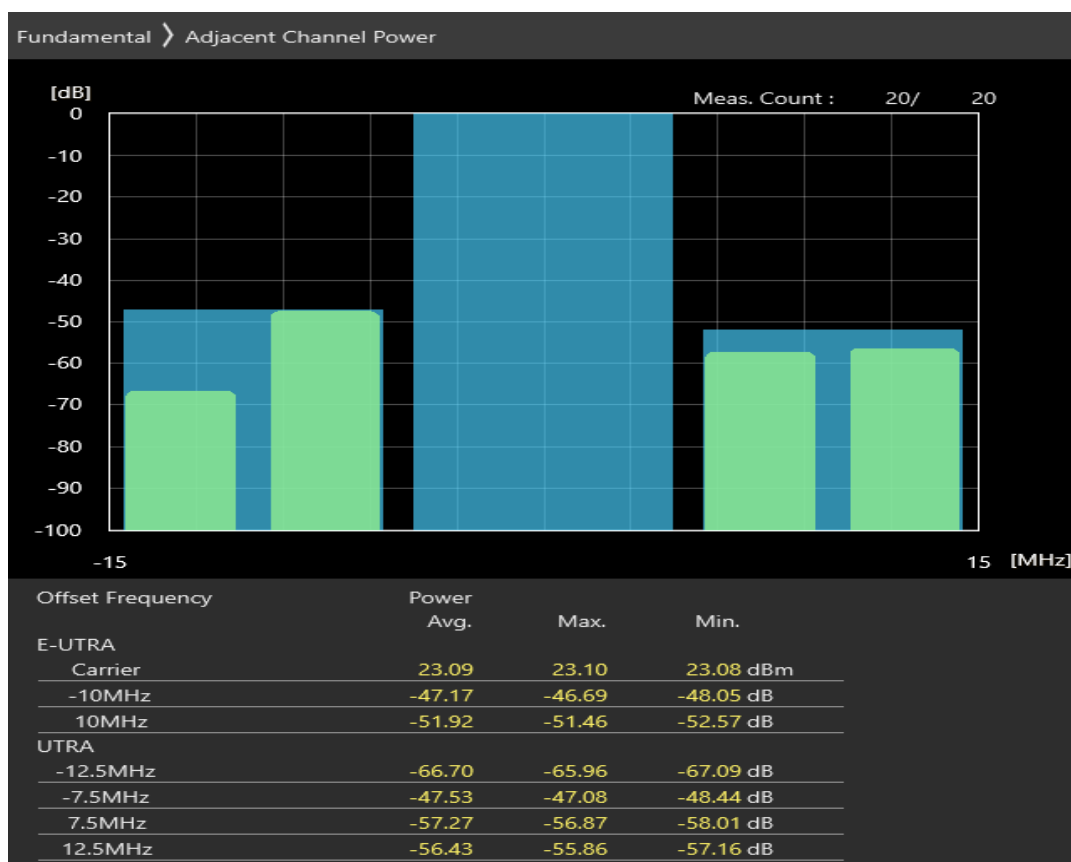 Fundamental ❯ Adjacent Channel Power
[dB]
Meas. Count : 20/ 20
0
-10
-20
-30
-40
-50
-60
-70
-80
-90
-100
-15 15 [MHz]
Offset Frequency Power
Avg. Max. Min.
E-UTRA
Carrier 23.09 23.10 23.08 dBm
-10MHz -47.17 -46.69 -48.05 dB
10MHz -51.92 -51.46 -52.57 dB
UTRA
-12.5MHz -66.70 -65.96 -67.09 dB
-7.5MHz -47.53 -47.08 -48.44 dB
7.5MHz -57.27 -56.87 -58.01 dB
12.5MHz -56.43 -55.86 -57.16 dB